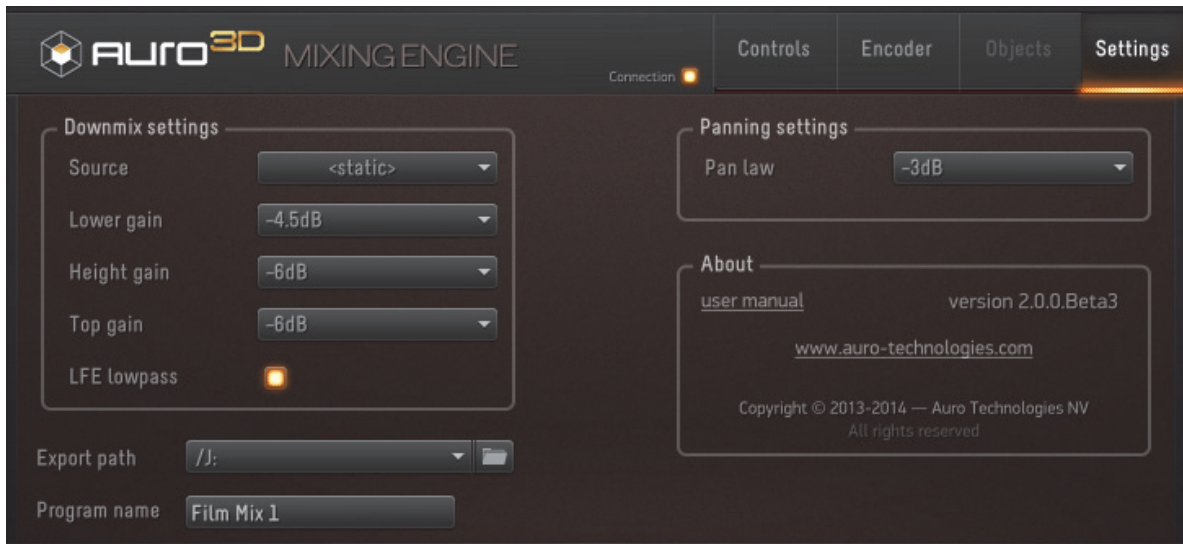 AURO 3D MIXING ENGINE
Connection
Controls Encoder Objects Settings
Downmix settings
Source <static>
Lower gain -4.5dB
Height gain -6dB
Top gain -6dB
LFE lowpass
Export path /J:
Program name Film Mix 1
Panning settings
Pan law -3dB
About
user manual version 2.0.0.Beta3
www.auro-technologies.com
Copyright © 2013-2014 — Auro Technologies NV
All rights reserved